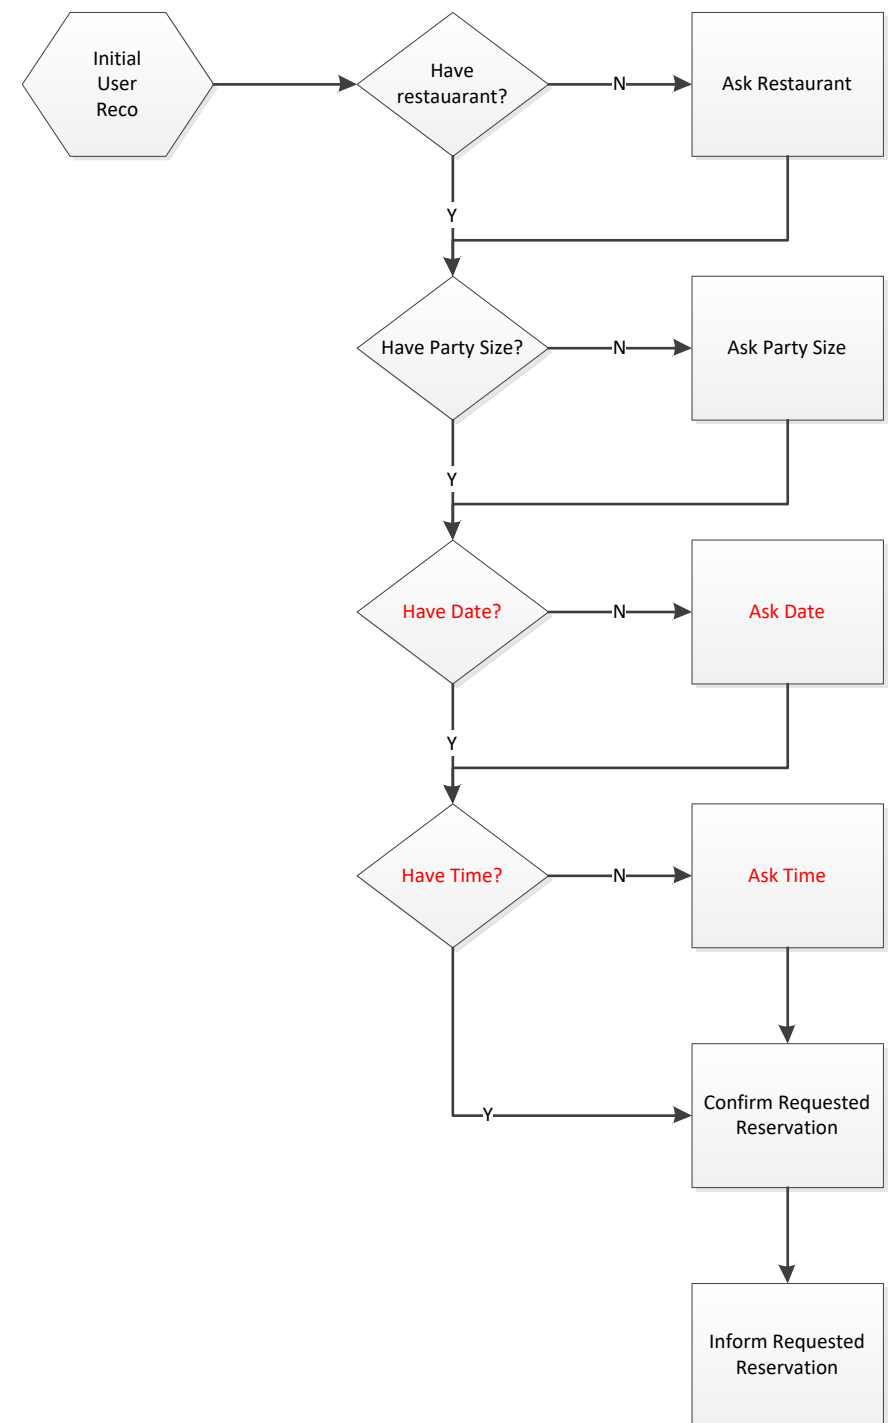 Initial
User
Reco
Have
restauarant?
N
Ask Restaurant
Y
Have Party Size?
N
Ask Party Size
Y
Have Date?
N
Ask Date
Y
Have Time?
N
Ask Time
Confirm Requested
Reservation
Y
Inform Requested
Reservation